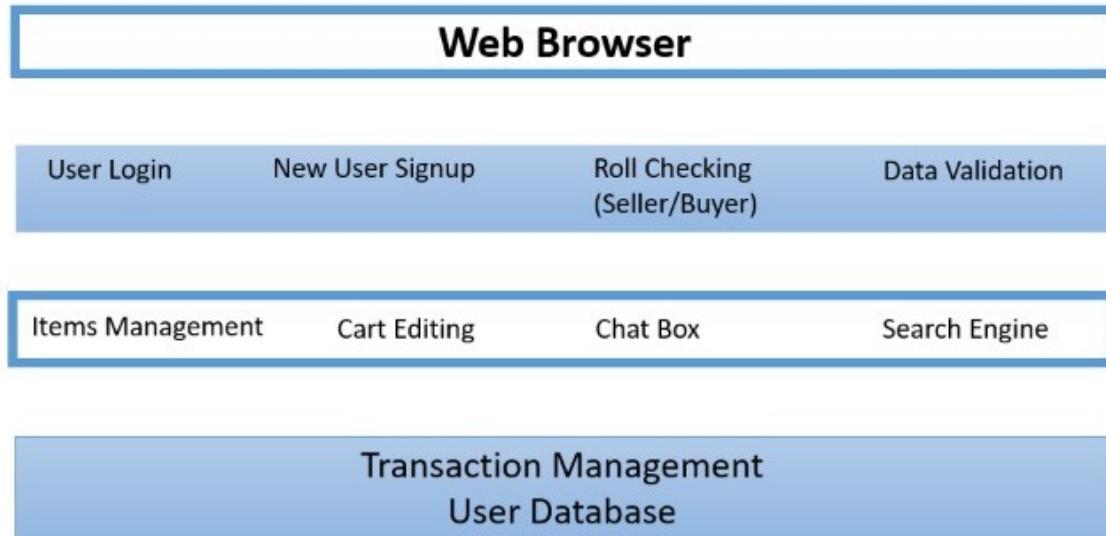 Web Browser
User Login New User Signup Roll Checking Data Validation
(Seller/Buyer)
Items Management Cart Editing Chat Box Search Engine
Transaction Management
User Database